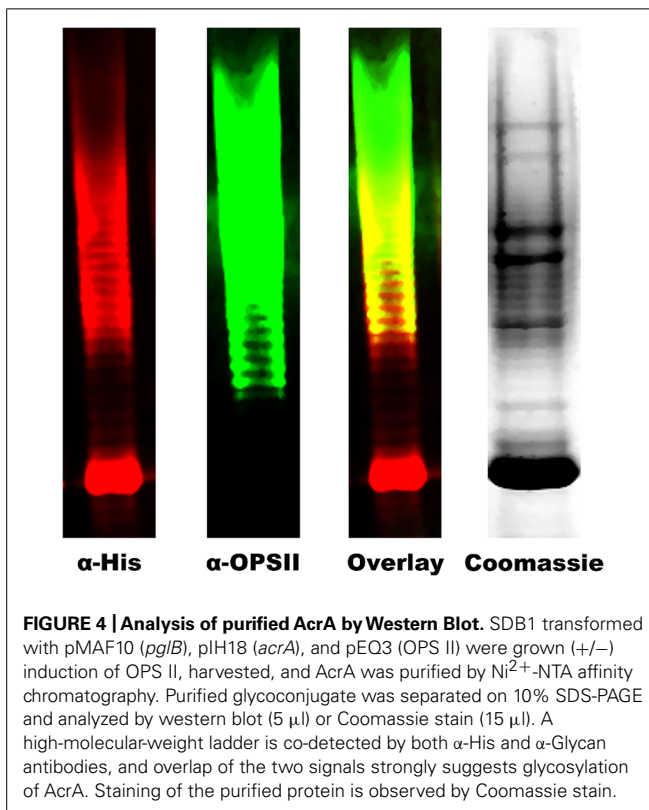 α-His α-OPSII Overlay Coomassie
FIGURE 4 | Analysis of purified AcrA by Western Blot. SDB1 transformed
with pMAF10 (pglB), pIH18 (acrA), and pEQ3 (OPS II) were grown (+/−)
induction of OPS II, harvested, and AcrA was purified by Ni²⁺-NTA affinity
chromatography. Purified glycoconjugate was separated on 10% SDS-PAGE
and analyzed by western blot (5 μl) or Coomassie stain (15 μl). A
high-molecular-weight ladder is co-detected by both α-His and α-Glycan
antibodies, and overlap of the two signals strongly suggests glycosylation
of AcrA. Staining of the purified protein is observed by Coomassie stain.